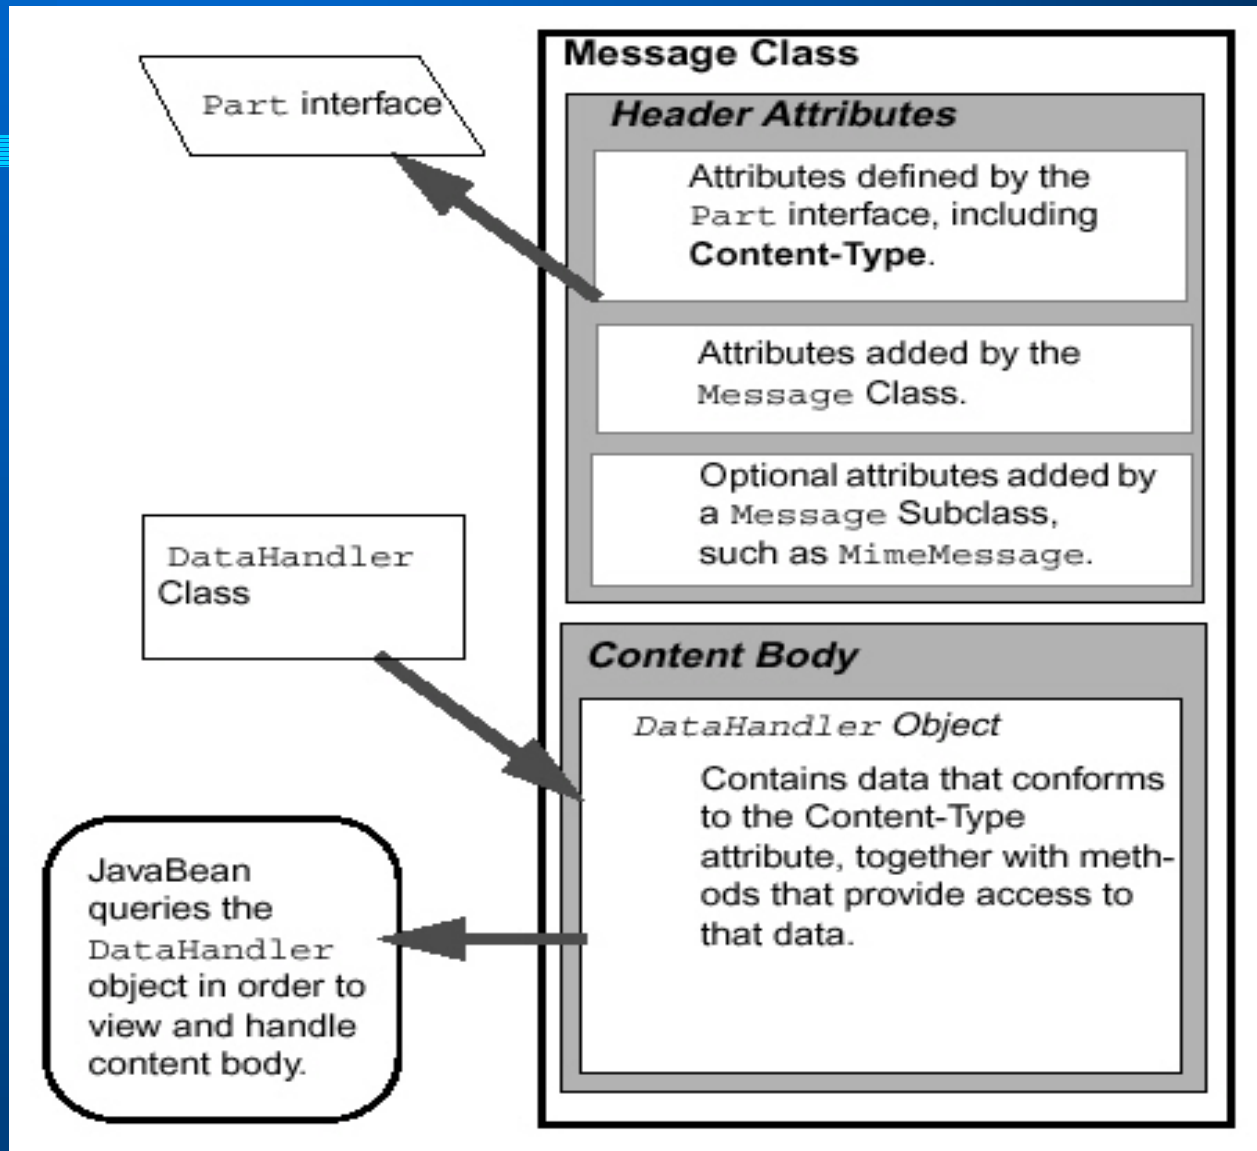 Part interface
Message Class
Header Attributes
Attributes defined by the
Part interface, including
Content-Type.
Attributes added by the
Message Class.
Optional attributes added by
a Message Subclass,
such as MimeMessage.
DataHandler
Class
Content Body
DataHandler Object
Contains data that conforms
to the Content-Type
attribute, together with meth-
ods that provide access to
that data.
JavaBean
queries the
DataHandler
object in order to
view and handle
content body.